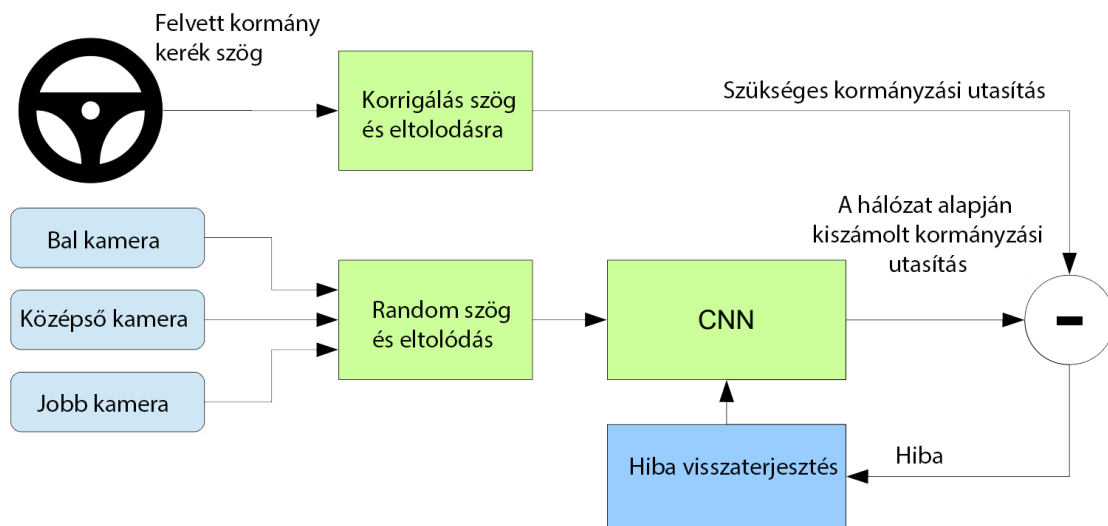 Felvett kormány
kerék szög
Korrigálás szög
és eltolodásra
Szükséges kormányzási utasítás
Bal kamera
Középső kamera
Jobb kamera
Random szög
és eltolódás
CNN
A hálózat alapján
kiszámolt kormányzási
utasítás
-
Hiba visszaterjesztés
Hiba